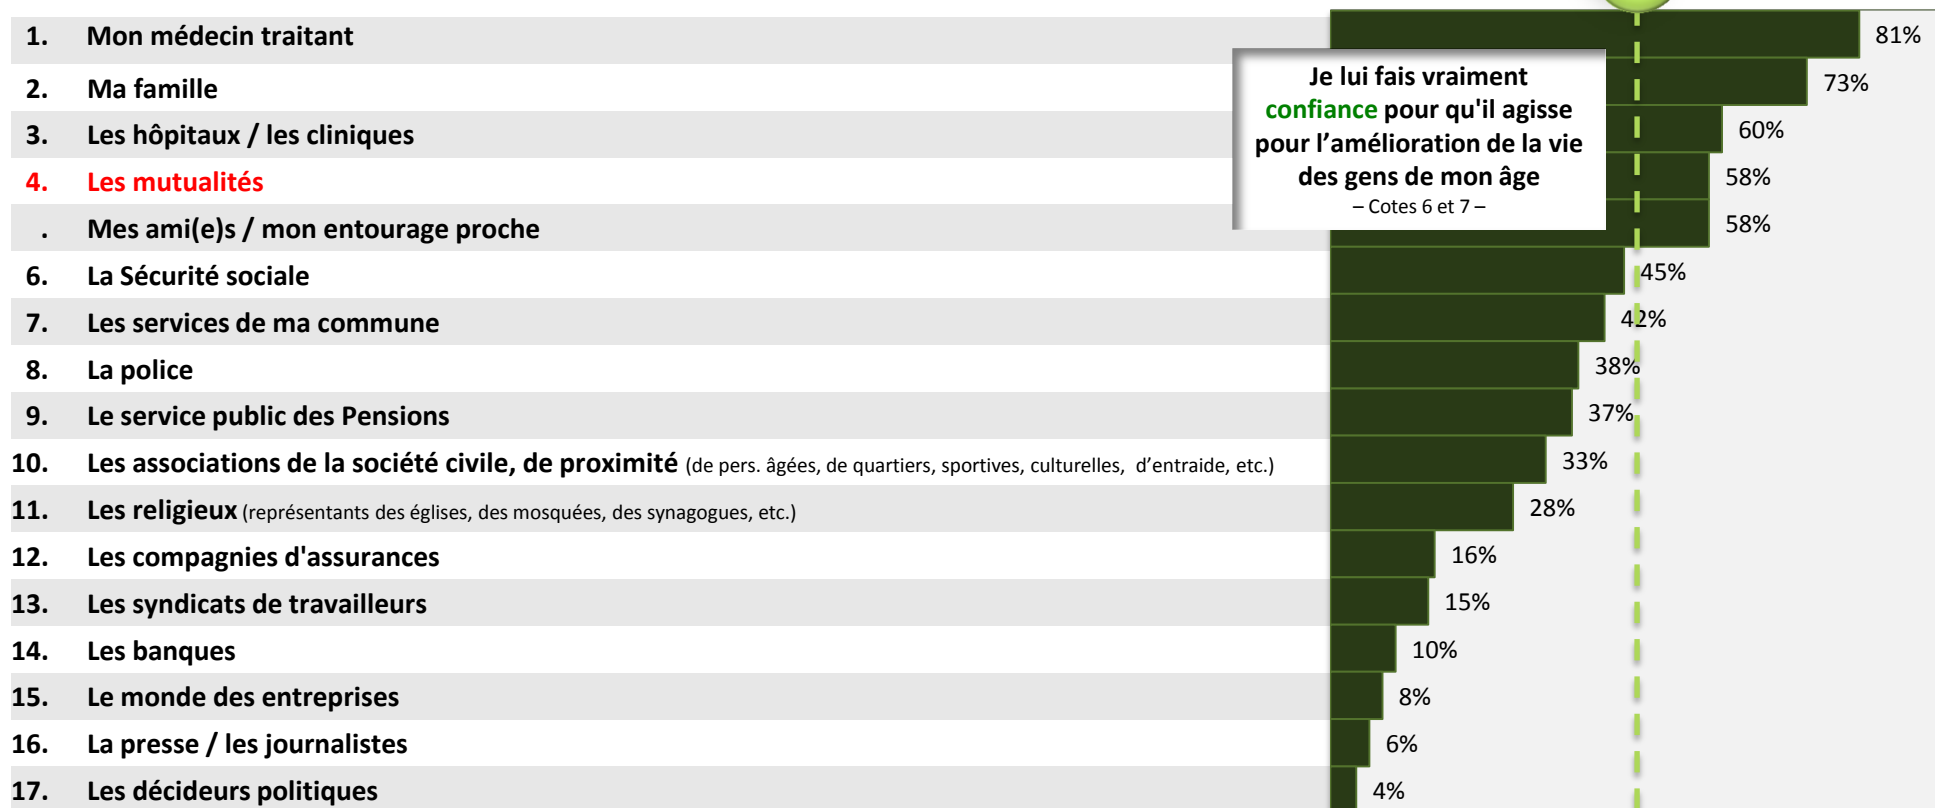 1. Mon médecin traitant 81%
2. Ma famille 73%
3. Les hôpitaux / les cliniques 60%
4. Les mutualités 58%
. Mes ami(e)s / mon entourage proche 58%
Je lui fais vraiment
confiance pour qu'il agisse
pour l’amélioration de la vie
des gens de mon âge
– Cotes 6 et 7 –
6. La Sécurité sociale 45%
7. Les services de ma commune 42%
8. La police 38%
9. Le service public des Pensions 37%
10. Les associations de la société civile, de proximité (de pers. âgées, de quartiers, sportives, culturelles, d’entraide, etc.) 33%
11. Les religieux (représentants des églises, des mosquées, des synagogues, etc.) 28%
12. Les compagnies d'assurances 16%
13. Les syndicats de travailleurs 15%
14. Les banques 10%
15. Le monde des entreprises 8%
16. La presse / les journalistes 6%
17. Les décideurs politiques 4%